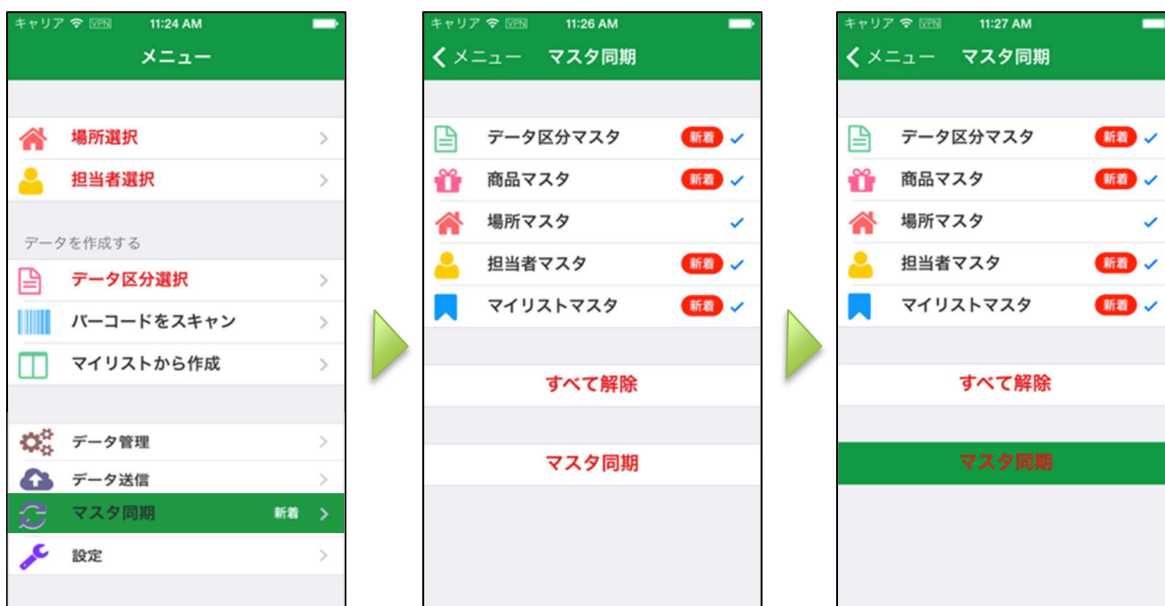 キャリア VPN 11:24 AM
メニュー
場所選択
担当者選択
データを作成する
データ区分選択
バーコードをスキャン
マイリストから作成
データ管理
データ送信
マスタ同期 新着
設定
キャリア VPN 11:26 AM
メニュー マスタ同期
データ区分マスタ 新着
商品マスタ 新着
場所マスタ
担当者マスタ 新着
マイリストマスタ 新着
すべて解除
マスタ同期
キャリア VPN 11:27 AM
メニュー マスタ同期
データ区分マスタ 新着
商品マスタ 新着
場所マスタ
担当者マスタ 新着
マイリストマスタ 新着
すべて解除
マスタ同期